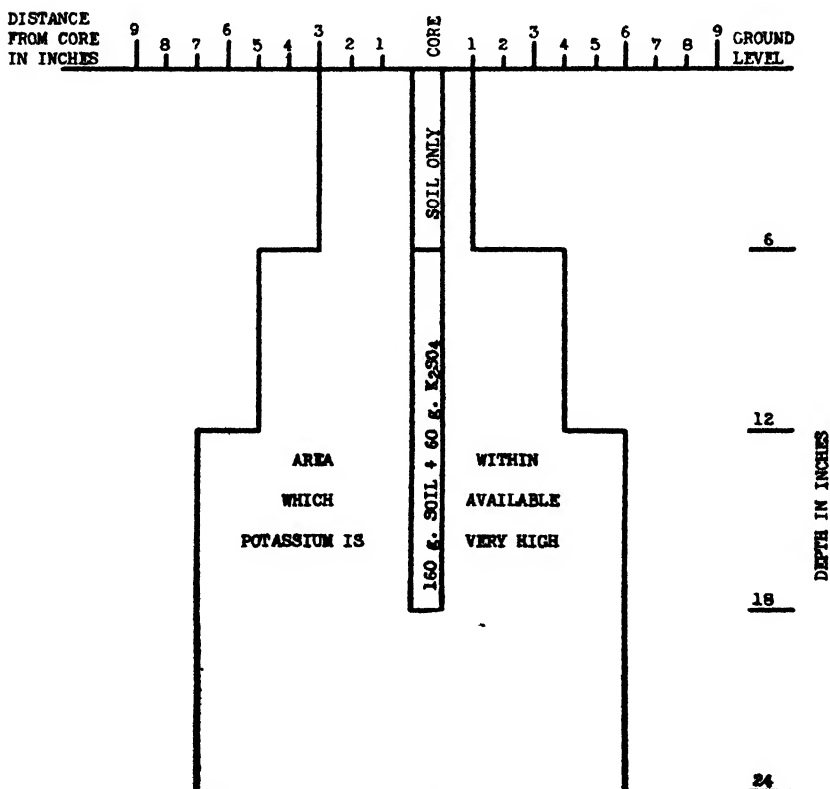 DISTANCE
FROM CORE
IN INCHES
9 8 7 6 5 4 3 2 1
CORE
1 2 3 4 5 6 7 8 9
GROUND
LEVEL
SOIL ONLY
160 g. SOIL + 60 g. K2SO4
6
12
18
24
DEPTH IN INCHES
AREA WITHIN
WHICH AVAILABLE
POTASSIUM IS VERY HIGH